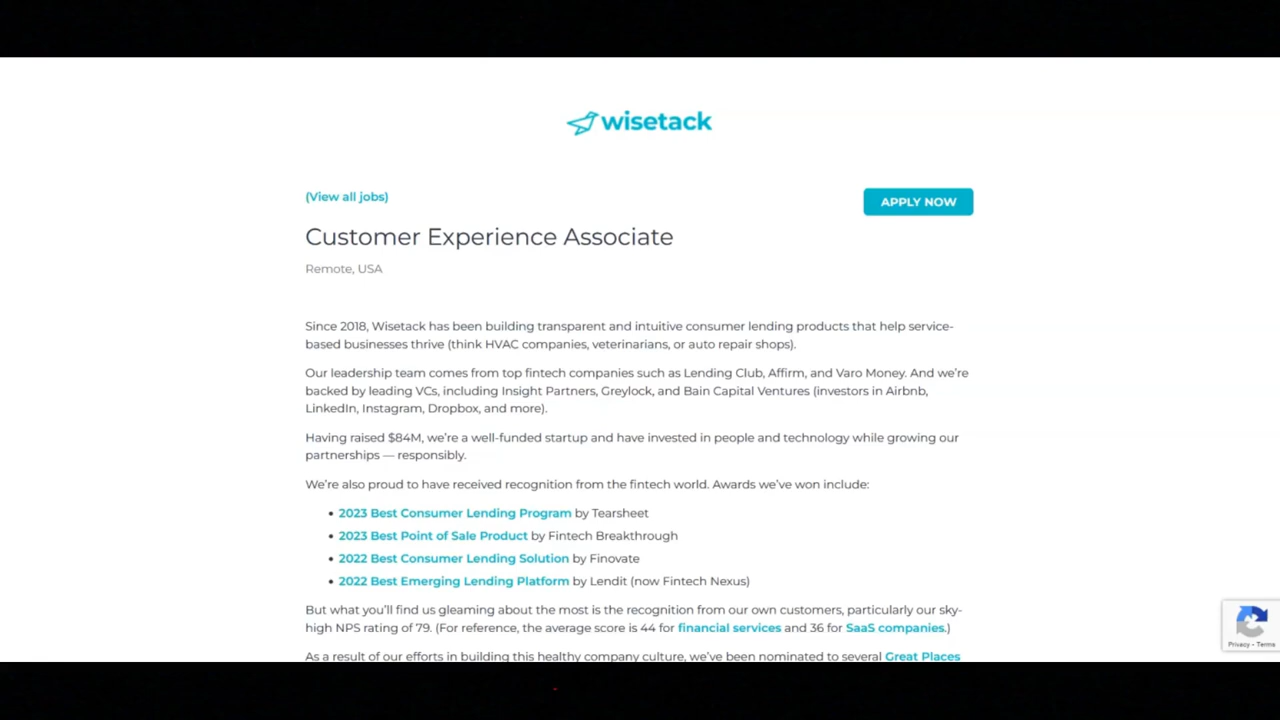 wisetack
(View all jobs)
APPLY NOW
Customer Experience Associate
Remote, USA
Since 2018, Wisetack has been building transparent and intuitive consumer lending products that help service-
based businesses thrive (think HVAC companies, veterinarians, or auto repair shops).
Our leadership team comes from top fintech companies such as Lending Club, Affirm, and Varo Money. And we're
backed by leading VCs, including Insight Partners, Greylock, and Bain Capital Ventures (investors in Airbnb,
LinkedIn, Instagram, Dropbox, and more).
Having raised $84M, we're a well-funded startup and have invested in people and technology while growing our
partnerships — responsibly.
We're also proud to have received recognition from the fintech world. Awards we've won include:
• 2023 Best Consumer Lending Program by Tearsheet
• 2023 Best Point of Sale Product by Fintech Breakthrough
• 2022 Best Consumer Lending Solution by Finovate
• 2022 Best Emerging Lending Platform by Lendit (now Fintech Nexus)
But what you'll find us gleaming about the most is the recognition from our own customers, particularly our sky-
high NPS rating of 79. (For reference, the average score is 44 for financial services and 36 for SaaS companies.)
As a result of our efforts in building this healthy company culture, we've been nominated to several Great Places
Privacy - Terms